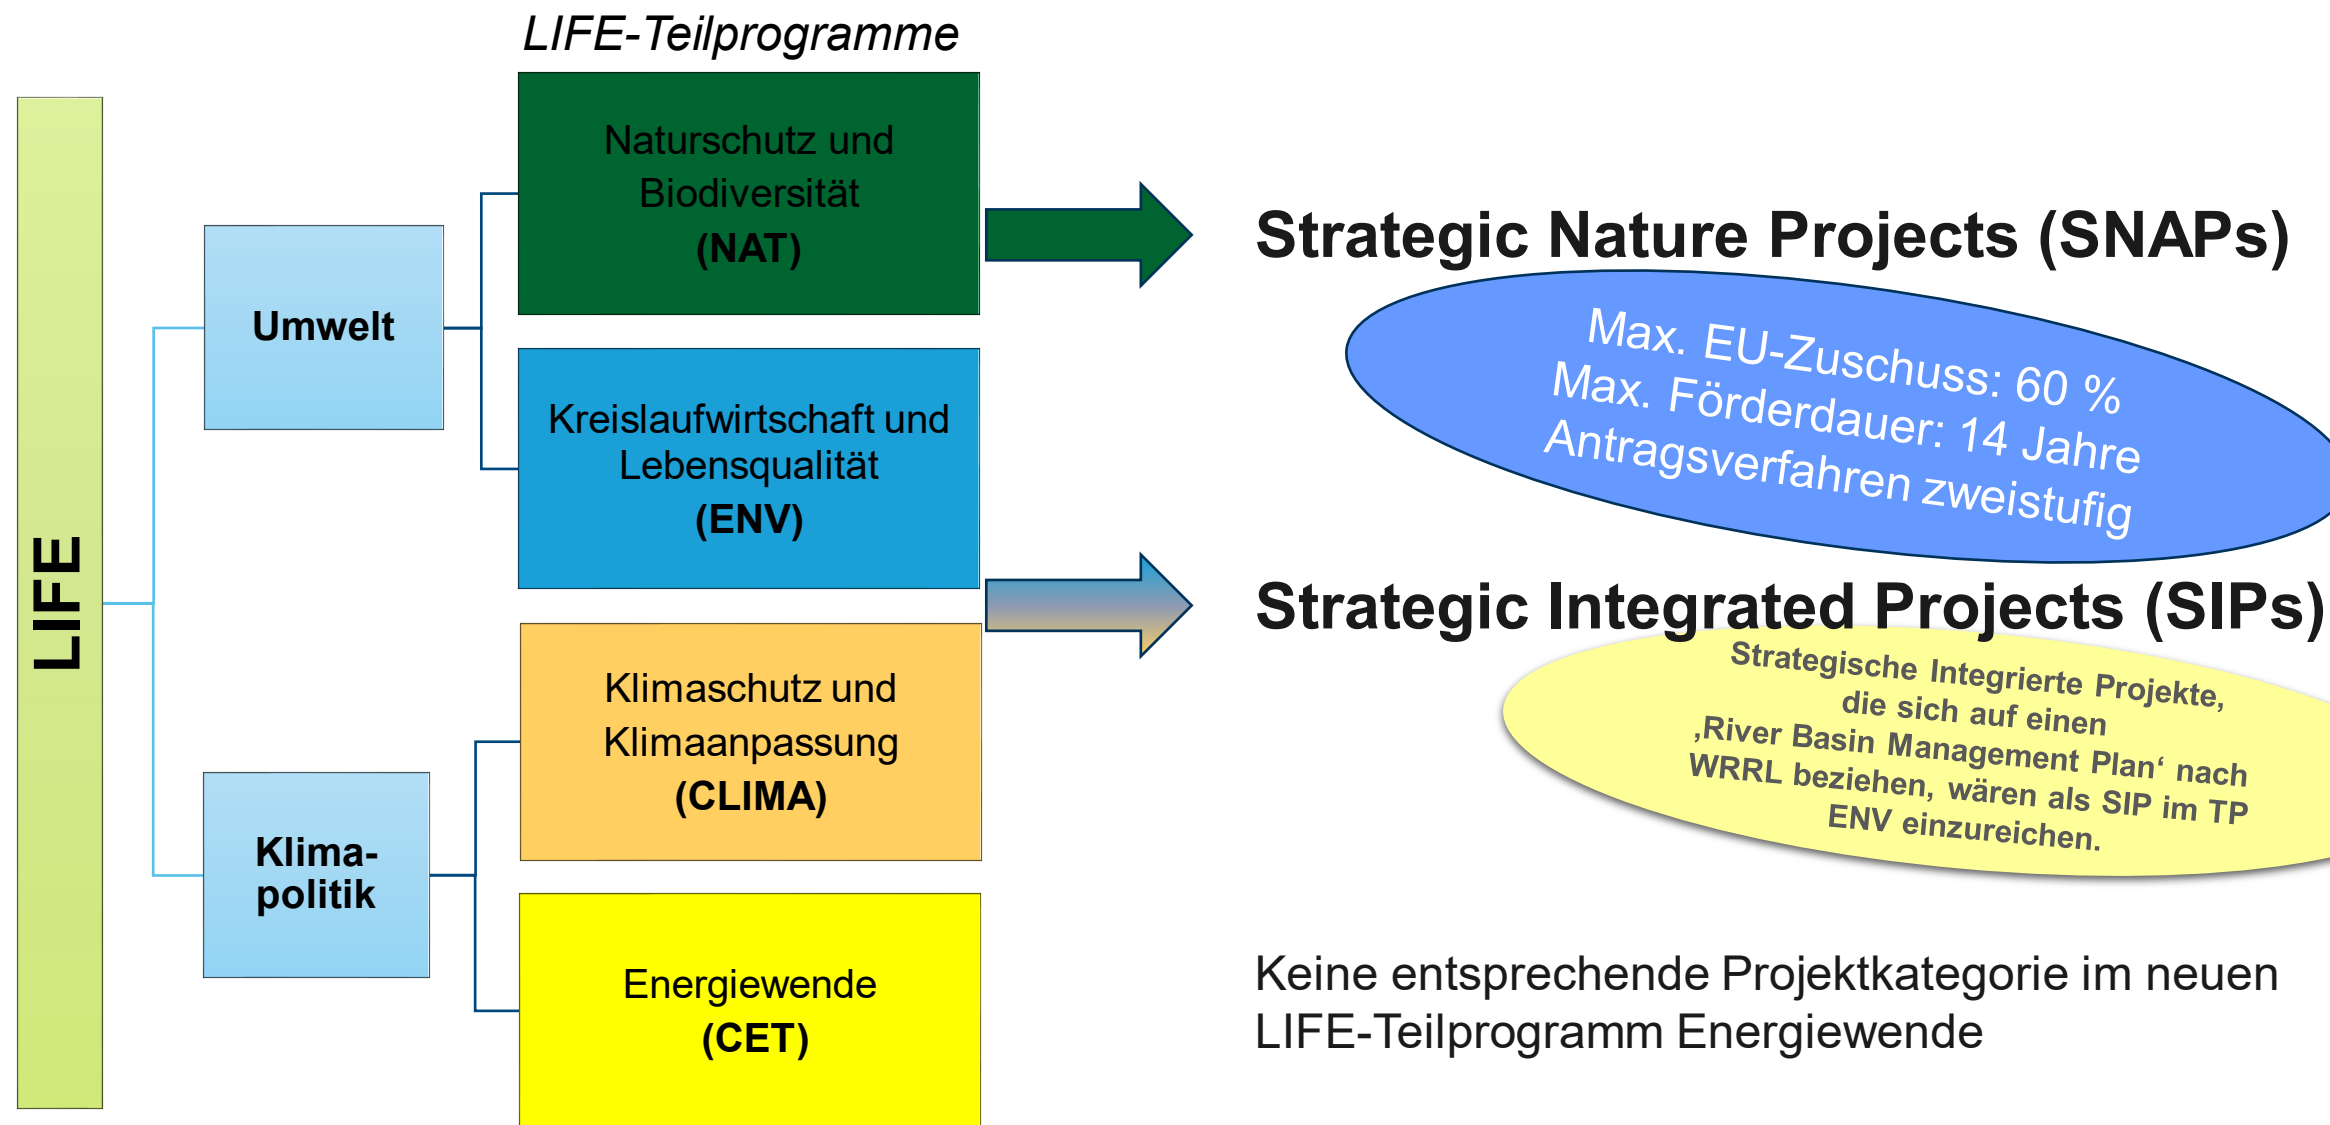 LIFE-Teilprogramme
LIFE
Umwelt
Klima-
politik
Naturschutz und
Biodiversität
(NAT)
Kreislaufwirtschaft und
Lebensqualität
(ENV)
Klimaschutz und
Klimaanpassung
(CLIMA)
Energiewende
(CET)
Strategic Nature Projects (SNAPs)
Max. EU-Zuschuss: 60 %
Max. Förderdauer: 14 Jahre
Antragsverfahren zweistufig
Strategic Integrated Projects (SIPs)
Strategische Integrierte Projekte,
die sich auf einen
‚River Basin Management Plan‘ nach
WRRL beziehen, wären als SIP im TP
ENV einzureichen.
Keine entsprechende Projektkategorie im neuen
LIFE-Teilprogramm Energiewende